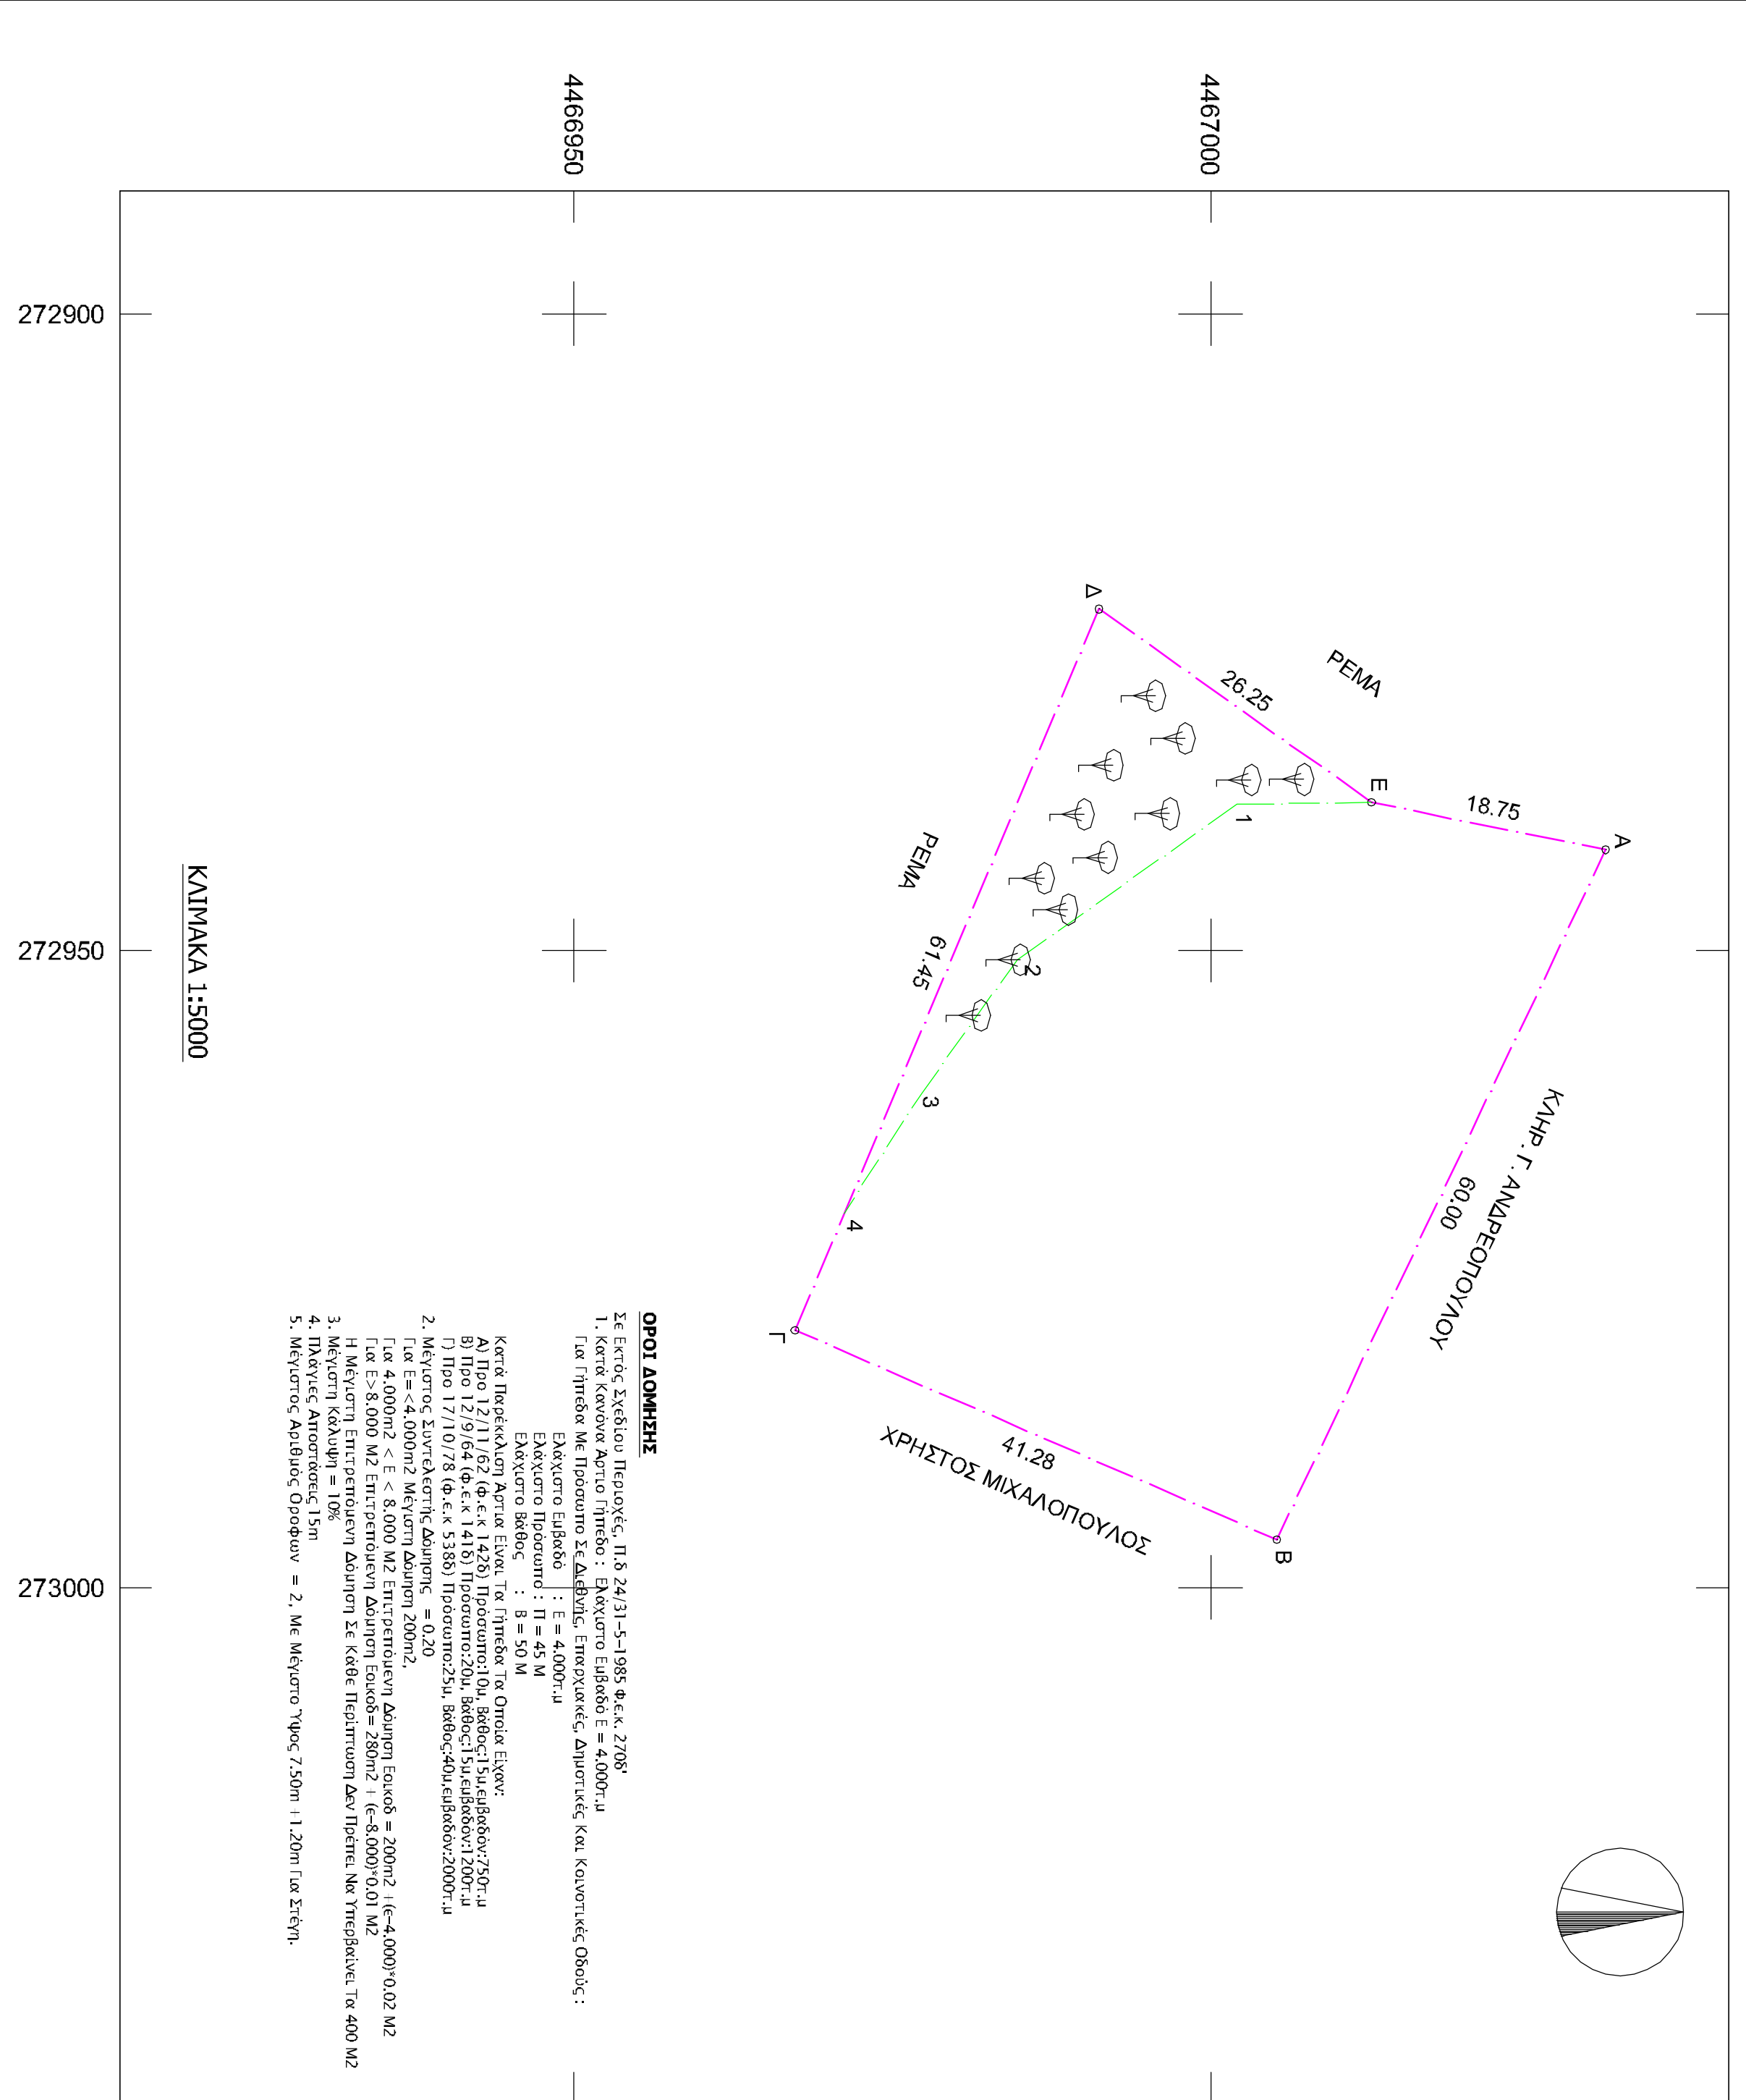 4466950
4467000
272900
272950
273000
Δ
Ε
Α
Β
Γ
1
2
3
4
ΡΕΜΑ
26.25
18.75
ΡΕΜΑ
61.45
60.00
ΚΛΗΡ. Γ. ΑΝΔΡΕΟΠΟΥΛΟΥ
41.28
ΧΡΗΣΤΟΣ ΜΙΧΑΛΟΠΟΥΛΟΣ
ΚΛΙΜΑΚΑ 1:5000
ΟΡΟΙ ΔΟΜΗΣΗΣ
Σε Εκτός Σχεδίου Περιοχές, Π.δ 24/31-5-1985 Φ.ε.κ. 270δ'
1. Κατά Κανόνα Άρτιο Γήπεδο : Ελάχιστο Εμβαδό Ε = 4.000τ.μ
Για Γήπεδα Με Πρόσωπο Σε Διεθνής, Επαρχιακές, Δημοτικές Και Κοινοτικές Οδούς :
Ελάχιστο Εμβαδό : Ε = 4.000τ.μ
Ελάχιστο Πρόσωπο : Π = 45 Μ
Ελάχιστο Βάθος : Β = 50 Μ
Κατά Παρέκκλιση Άρτια Είναι Τα Γήπεδα Τα Οποία Είχαν:
Α) Προ 12/11/62 (φ.ε.κ 142δ) Πρόσωπο:10μ, Βάθος:15μ,εμβαδόν:750τ.μ
Β) Προ 12/9/64 (φ.ε.κ 141δ) Πρόσωπο:20μ, Βάθος:15μ,εμβαδόν:1200τ.μ
Γ) Προ 17/10/78 (φ.ε.κ 538δ) Πρόσωπο:25μ, Βάθος:40μ,εμβαδόν:2000τ.μ
2. Μέγιστος Συντελεστής Δόμησης = 0.20
Για Ε=<4.000m2 Μέγιστη Δόμηση 200m2,
Για 4.000m2 < Ε < 8.000 Μ2 Επιτρεπόμενη Δόμηση Εοικοδ = 200m2 +(ε-4.000)*0.02 Μ2
Για Ε>8.000 Μ2 Επιτρεπόμενη Δόμηση Εοικοδ= 280m2 + (ε-8.000)*0.01 Μ2
Η Μέγιστη Επιτρεπόμενη Δόμηση Σε Κάθε Περίπτωση Δεν Πρέπει Να Υπερβαίνει Τα 400 Μ2
3. Μέγιστη Κάλυψη = 10%
4. Πλάγιες Αποστάσεις 15m
5. Μέγιστος Αριθμός Οροφων = 2, Με Μέγιστο Ύψος 7.50m +1.20m Για Στέγη.